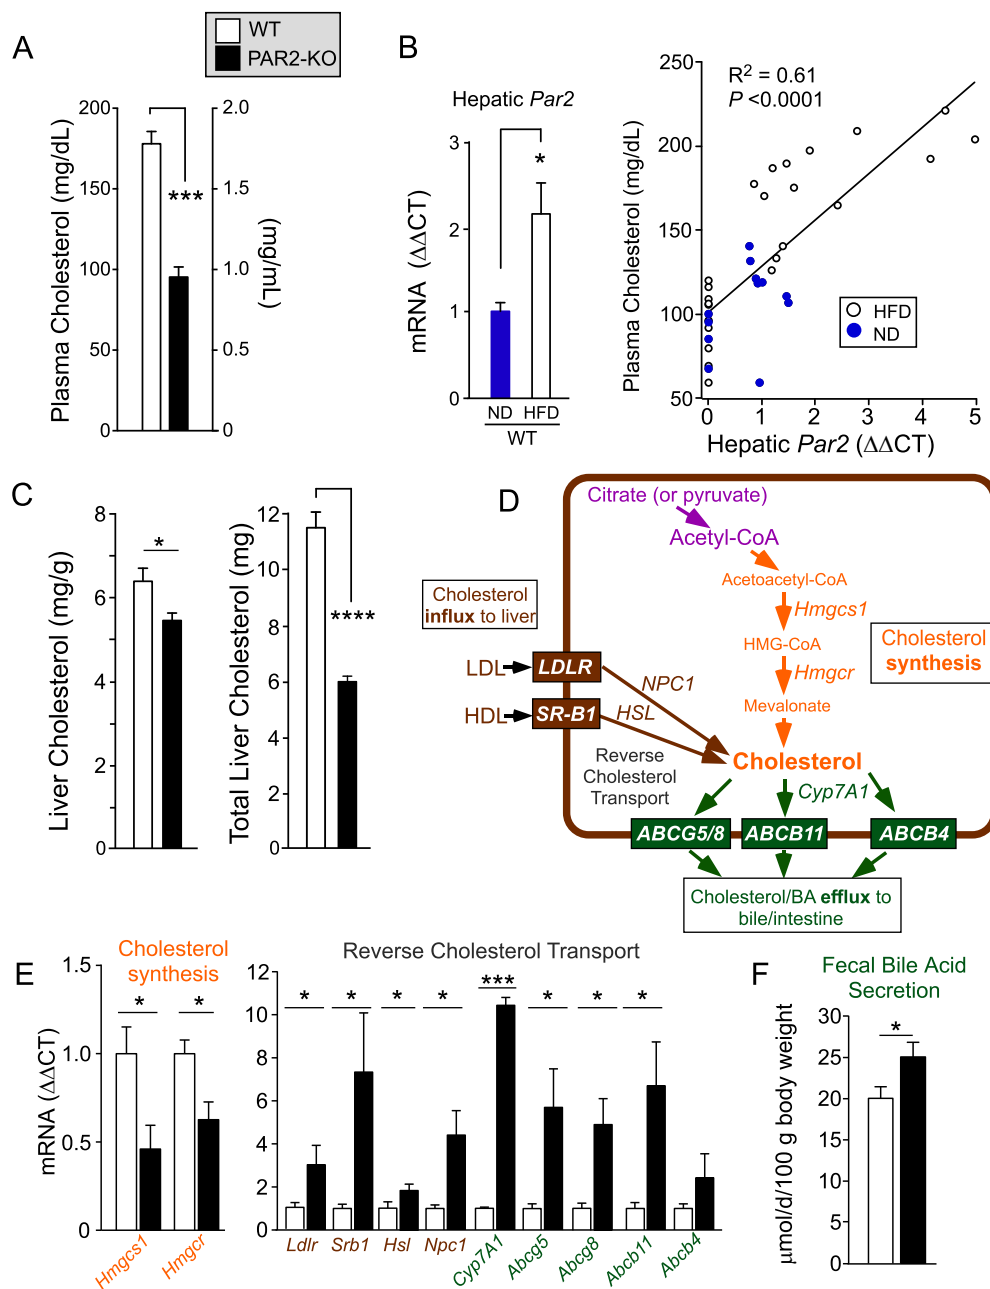 WT
PAR2-KO
A
Plasma Cholesterol (mg/dL)
200
150
100
50
0
***
2.0
1.5
1.0
0.5
0
(mg/mL)
B
Hepatic Par2
mRNA (ΔΔCT)
3
2
1
0
*
ND HFD
WT
Plasma Cholesterol (mg/dL)
200
250
200
150
100
50
R2 = 0.61
P <0.0001
HFD
ND
0 1 2 3 4 5
Hepatic Par2 (ΔΔCT)
C
Liver Cholesterol (mg/g)
8
6
4
2
0
*
Total Liver Cholesterol (mg)
12
10
8
6
4
2
0
****
D
Citrate (or pyruvate)
Acetyl-CoA
Acetoacetyl-CoA
Hmgcs1
HMG-CoA
Hmgcr
Mevalonate
Cholesterol
Cholesterol
influx to liver
Cholesterol
synthesis
LDL LDLR
NPC1
HDL SR-B1
HSL
Reverse
Cholesterol
Transport
Cyp7A1
ABCG5/8 ABCB11 ABCB4
Cholesterol/BA efflux to
bile/intestine
E
Cholesterol
synthesis
mRNA (ΔΔCT)
1.5
1.0
0.5
0
* *
Hmgcs1 Hmgcr
Reverse Cholesterol Transport
12
10
8
6
4
2
0
* * * * *** * * *
Ldlr Srb1 Hsl Npc1 Cyp7A1 Abcg5 Abcg8 Abcb11 Abcb4
F
Fecal Bile Acid
Secretion
μmol/d/100 g body weight
30
25
20
15
10
5
0
*